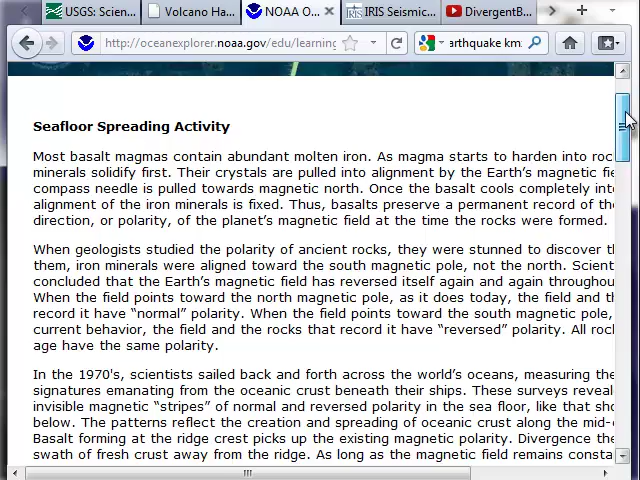 USGS: Scien...
Volcano Ha...
NOAA O...
IRIS Seismic...
DivergentB...
http://oceanexplorer.noaa.gov/edu/learning
arthquake km
Seafloor Spreading Activity
Most basalt magmas contain abundant molten iron. As magma starts to harden into roc
minerals solidify first. Their crystals are pulled into alignment by the Earth’s magnetic fie
compass needle is pulled towards magnetic north. Once the basalt cools completely into
alignment of the iron minerals is fixed. Thus, basalts preserve a permanent record of the
direction, or polarity, of the planet’s magnetic field at the time the rocks were formed.
When geologists studied the polarity of ancient rocks, they were stunned to discover th
them, iron minerals were aligned toward the south magnetic pole, not the north. Scient
concluded that the Earth’s magnetic field has reversed itself again and again throughou
When the field points toward the north magnetic pole, as it does today, the field and th
record it have “normal” polarity. When the field points toward the south magnetic pole,
current behavior, the field and the rocks that record it have “reversed” polarity. All rock
age have the same polarity.
In the 1970's, scientists sailed back and forth across the world’s oceans, measuring the
signatures emanating from the oceanic crust beneath their ships. These surveys reveal
invisible magnetic “stripes” of normal and reversed polarity in the sea floor, like that sho
below. The patterns reflect the creation and spreading of oceanic crust along the mid-
Basalt forming at the ridge crest picks up the existing magnetic polarity. Divergence the
swath of fresh crust away from the ridge. As long as the magnetic field remains consta